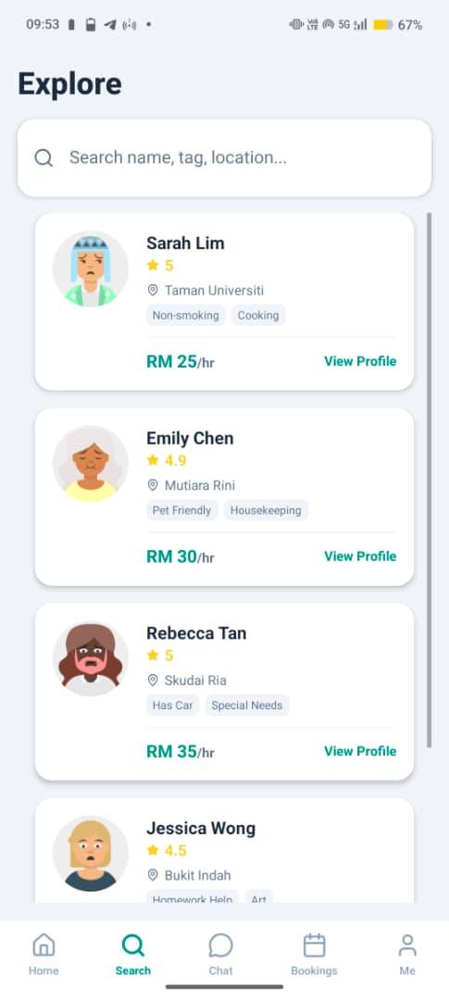 09:53 5G 67%
Explore
Search name, tag, location...
Sarah Lim
5
Taman Universiti
Non-smoking Cooking
RM 25/hr View Profile
Emily Chen
4.9
Mutiara Rini
Pet Friendly Housekeeping
RM 30/hr View Profile
Rebecca Tan
5
Skudai Ria
Has Car Special Needs
RM 35/hr View Profile
Jessica Wong
4.5
Bukit Indah
Homework Help Art
Home Search Chat Bookings Me